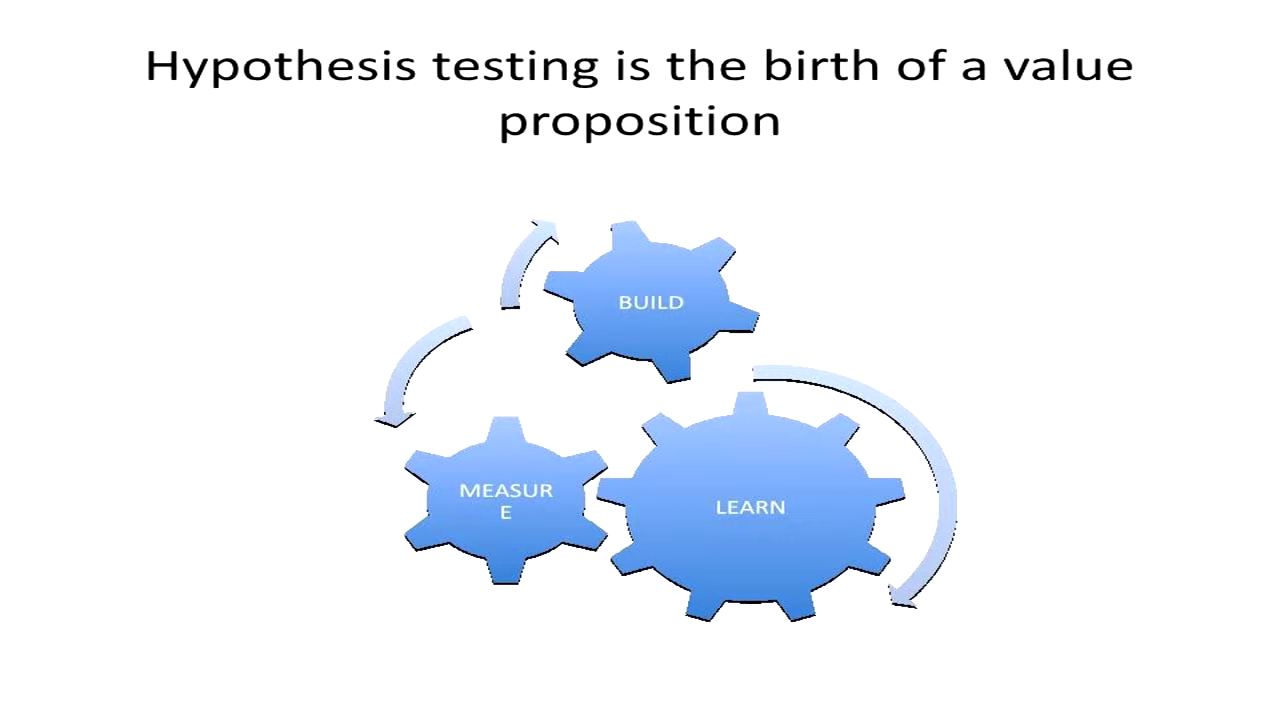 Hypothesis testing is the birth of a value
proposition
BUILD
MEASUR
E
LEARN